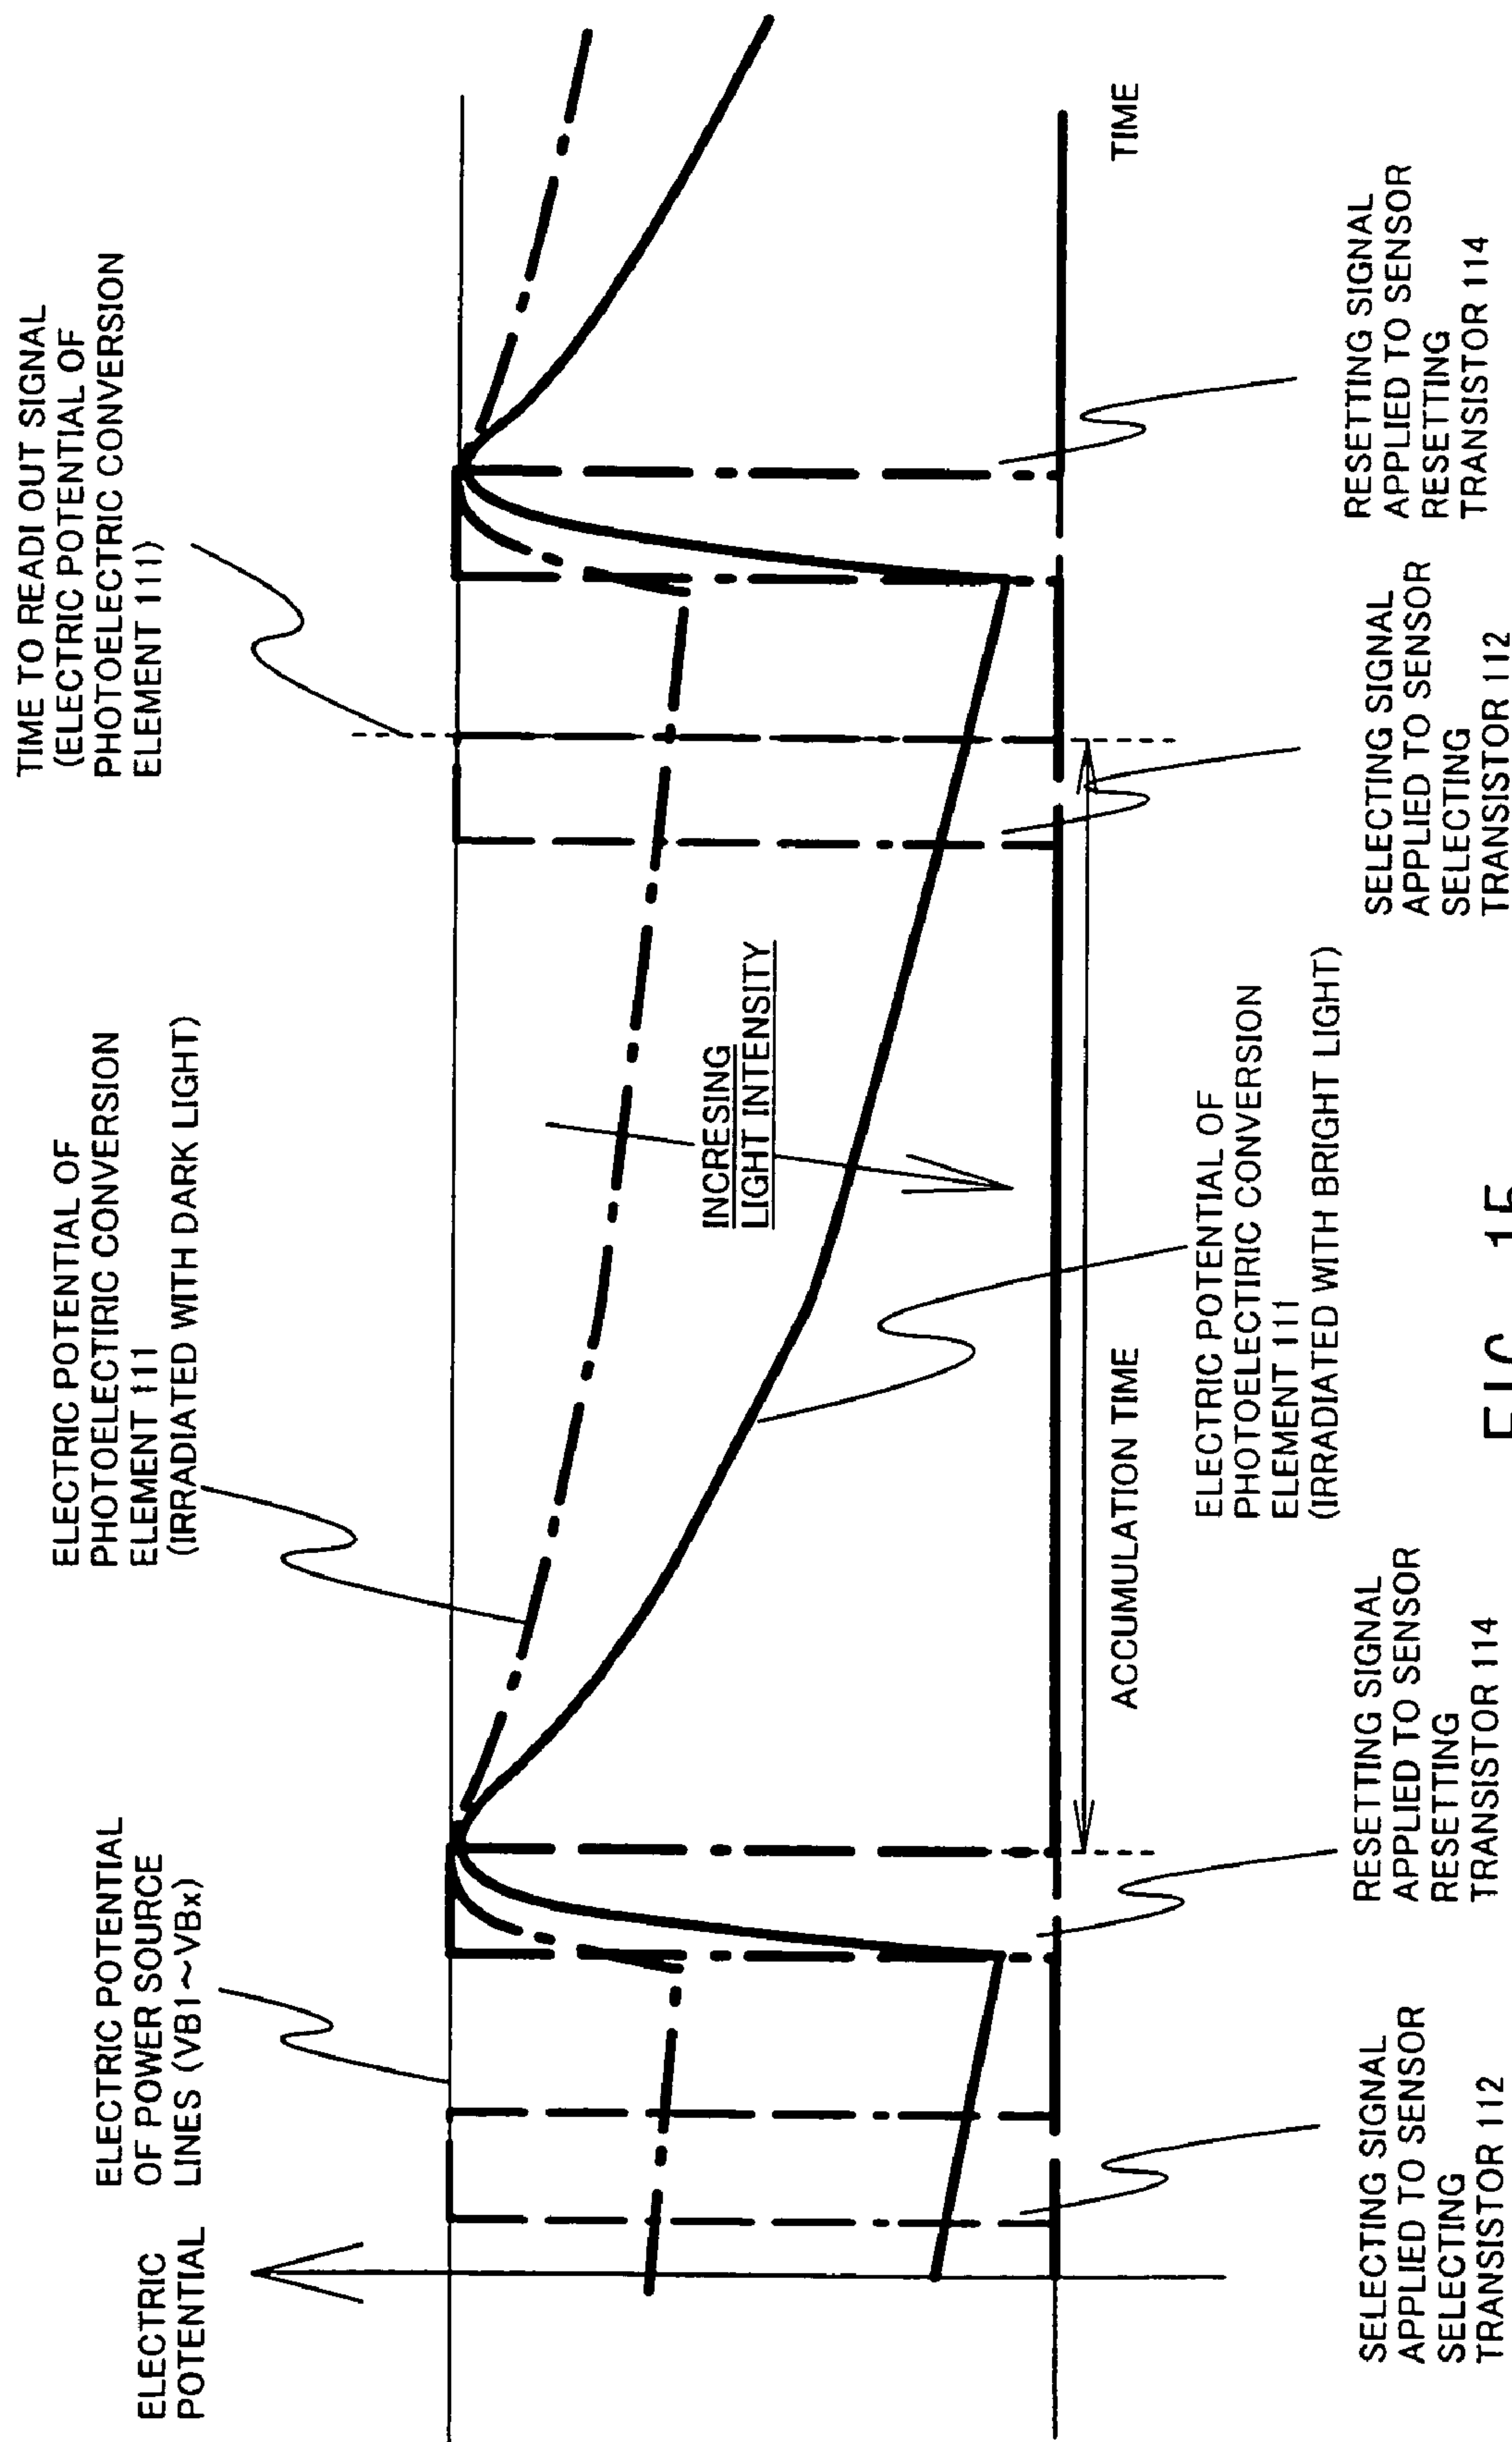 ELECTRIC
POTENTIAL
ELECTRIC POTENTIAL
OF POWER SOURCE
LINES (VB1~VBx)
ELECTRIC POTENTIAL OF
PHOTOELECTIRIC CONVERSION
ELEMENT 111
(IRRADIATED WITH DARK LIGHT)
TIME TO READI OUT SIGNAL
(ELECTRIC POTENTIAL OF
PHOTOELECTRIC CONVERSION
ELEMENT 111)
INCRESING
LIGHT INTENSITY
ACCUMULATION TIME
TIME
SELECTING SIGNAL
APPLIED TO SENSOR
SELECTING
TRANSISTOR 112
RESETTING SIGNAL
APPLIED TO SENSOR
RESETTING
TRANSISTOR 114
ELECTRIC POTENTIAL OF
PHOTOELECTIRIC CONVERSION
ELEMENT 111
(IRRADIATED WITH BRIGHT LIGHT)
SELECTING SIGNAL
APPLIED TO SENSOR
SELECTING
TRANSISTOR 112
RESETTING SIGNAL
APPLIED TO SENSOR
RESETTING
TRANSISTOR 114
FIG. 15